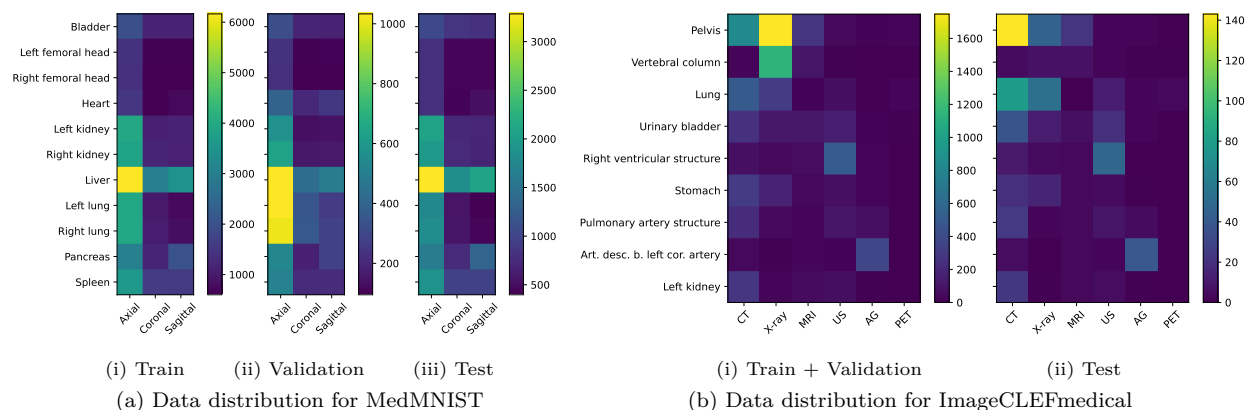 Bladder
Left femoral head
Right femoral head
Heart
Left kidney
Right kidney
Liver
Left lung
Right lung
Pancreas
Spleen
Axial
Coronal
Sagittal
6000
5000
4000
3000
2000
1000
(i) Train
Axial
Coronal
Sagittal
1000
800
600
400
200
(ii) Validation
Axial
Coronal
Sagittal
3000
2500
2000
1500
1000
500
(iii) Test
(a) Data distribution for MedMNIST
Pelvis
Vertebral column
Lung
Urinary bladder
Right ventricular structure
Stomach
Pulmonary artery structure
Art. desc. b. left cor. artery
Left kidney
CT
X-ray
MRI
US
AG
PET
1600
1400
1200
1000
800
600
400
200
0
(i) Train + Validation
CT
X-ray
MRI
US
AG
PET
140
120
100
80
60
40
20
0
(ii) Test
(b) Data distribution for ImageCLEFmedical